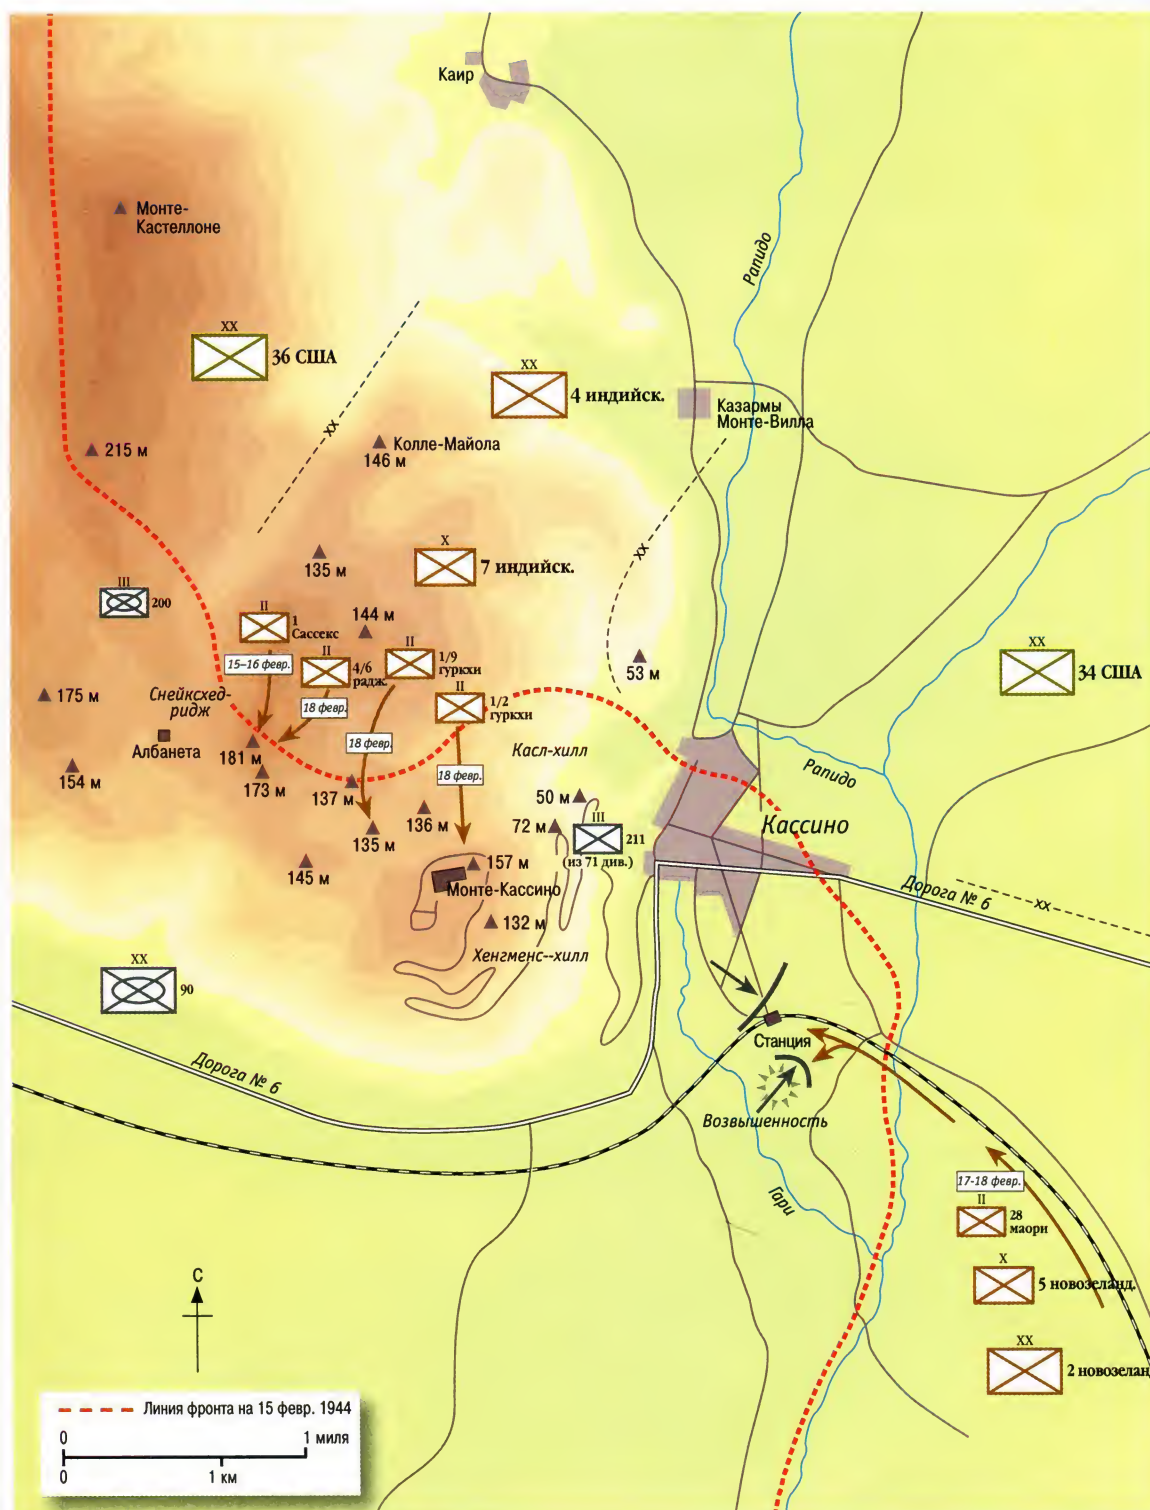 Каир
Монте-
Кастеллоне
Рапидо
XX
36 США
XX
4 индийск.
Казармы
Монте-Вилла
XX
215 м
Колле-Майола
146 м
XX
135 м
X
7 индийск.
III
200
II
1
Сассекс
144 м
II
1/9
гуркхи
15–16 февр.
II
4/6
радж.
53 м
XX
34 США
175 м
Снейксхед-
ридж
18 февр.
II
1/2
гуркхи
Албанета
181 м
18 февр.
Касл-хилл
154 м
173 м
137 м
18 февр.
50 м
Рапидо
136 м
72 м
III
211
(из 71 див.)
Кассино
135 м
145 м
157 м
Монте-Кассино
Дорога № 6
XX
132 м
Хенгменс--хилл
XX
90
Станция
Дорога № 6
Возвышенность
17-18 февр.
II
28
маори
Гари
X
5 новозеланд.
С
XX
2 новозелан
Линия фронта на 15 февр. 1944
0
1 миля
0
1 км